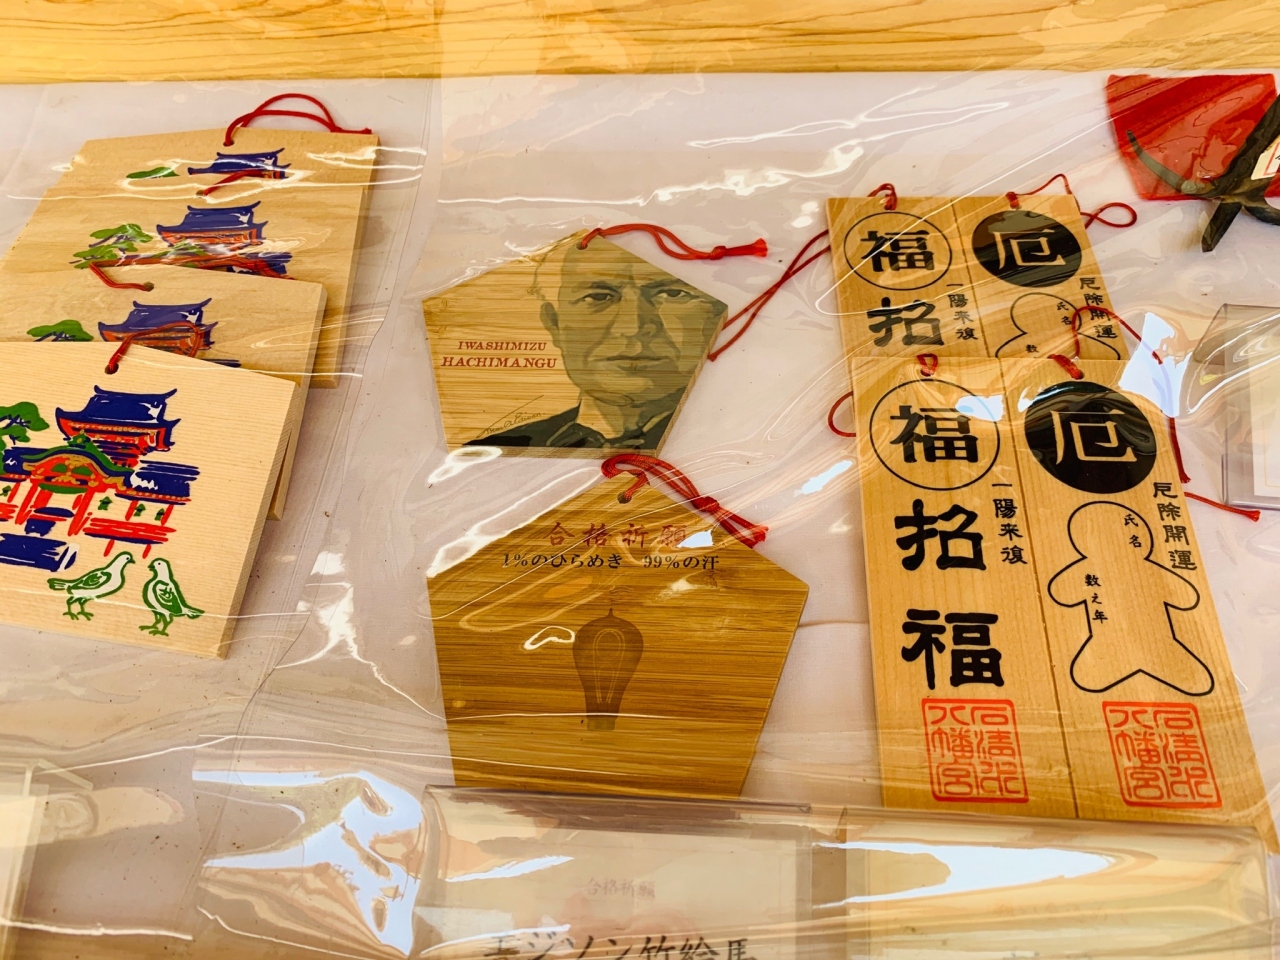 IWASHIMIZU
HACHIMANGU
合格祈願
1%のひらめき 99%の汗
福
招
一陽来復
厄
厄除開運
氏名
数
福
招
福
一陽来復
石清水
八幡宮
厄
厄除開運
氏名
数え年
石清水
八幡宮
合格祈願
エジソン竹絵馬